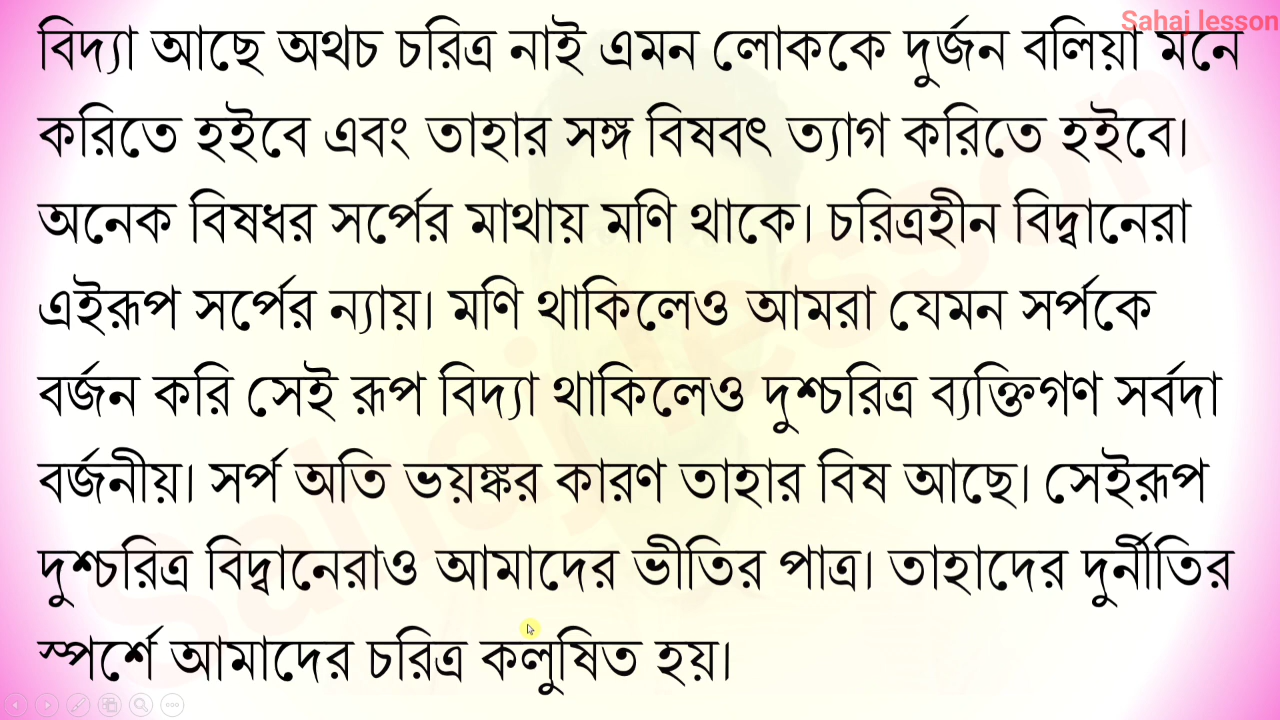 Sahaj lesson
বিদ্যা আছে অথচ চরিত্র নাই এমন লোককে দুর্জন বলিয়া মনে
করিতে হইবে এবং তাহার সঙ্গ বিষবৎ ত্যাগ করিতে হইবে।
অনেক বিষধর সর্পের মাথায় মণি থাকে। চরিত্রহীন বিদ্বানেরা
এইরূপ সর্পের ন্যায়। মণি থাকিলেও আমরা যেমন সর্পকে
বর্জন করি সেই রূপ বিদ্যা থাকিলেও দুশ্চরিত্র ব্যক্তিগণ সর্বদা
বর্জনীয়। সর্প অতি ভয়ঙ্কর কারণ তাহার বিষ আছে। সেইরূপ
দুশ্চরিত্র বিদ্বানেরাও আমাদের ভীতির পাত্র। তাহাদের দুর্নীতির
স্পর্শে আমাদের চরিত্র কলুষিত হয়।
Sahaj lesson